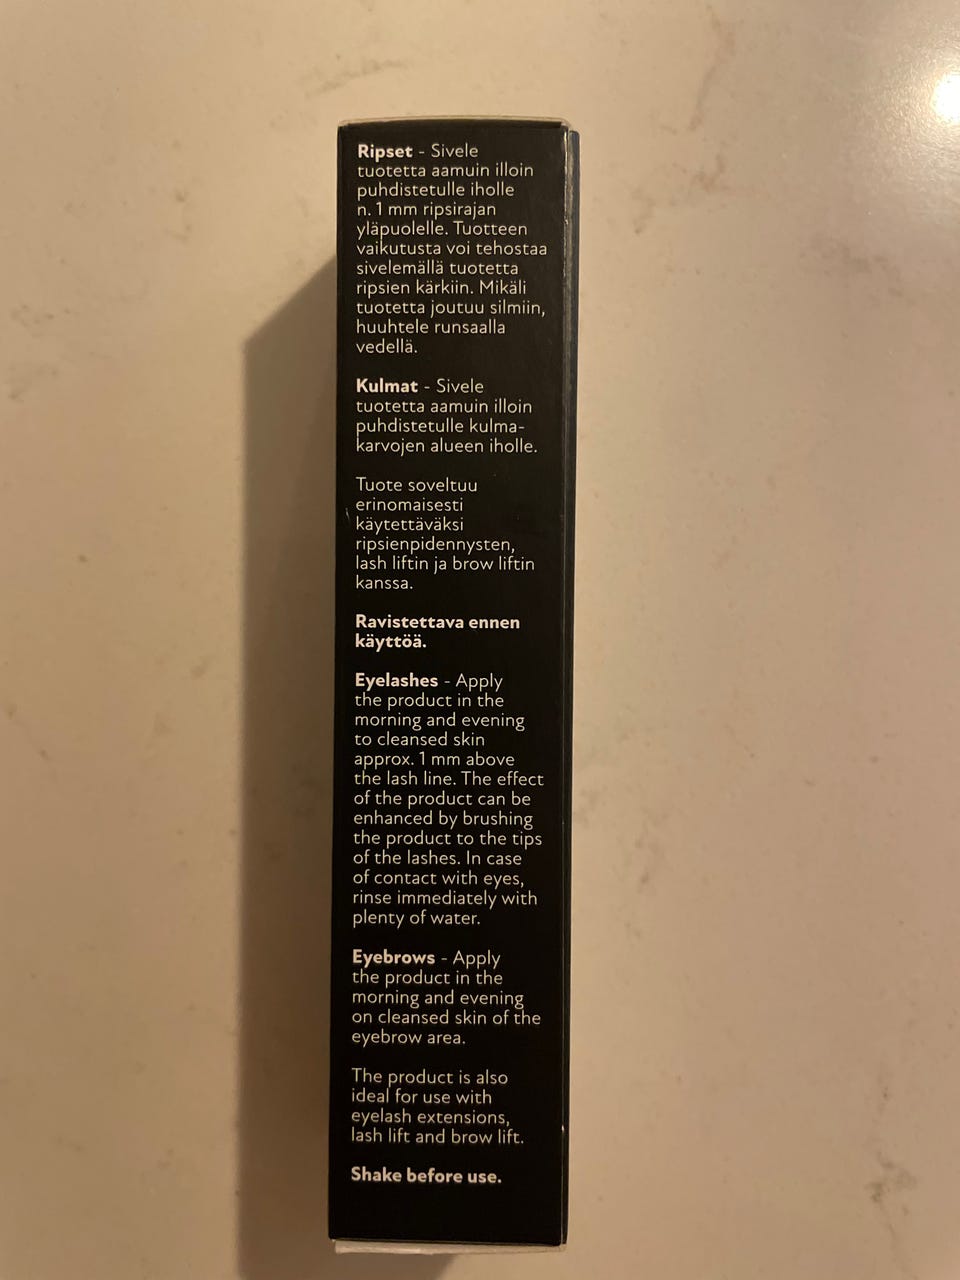 Ripset - Sivele
tuotetta aamuin illoin
puhdistetulle iholle
n. 1 mm ripsirajan
yläpuolelle. Tuotteen
vaikutusta voi tehostaa
sivelemällä tuotetta
ripsien kärkiin. Mikäli
tuotetta joutuu silmiin,
huuhtele runsaalla
vedellä.
Kulmat - Sivele
tuotetta aamuin illoin
puhdistetulle kulma-
karvojen alueen iholle.
Tuote soveltuu
erinomaisesti
käytettäväksi
ripsienpidennysten,
lash liftin ja brow liftin
kanssa.
Ravistettava ennen
käyttöä.
Eyelashes - Apply
the product in the
morning and evening
to cleansed skin
approx. 1 mm above
the lash line. The effect
of the product can be
enhanced by brushing
the product to the tips
of the lashes. In case
of contact with eyes,
rinse immediately with
plenty of water.
Eyebrows - Apply
the product in the
morning and evening
on cleansed skin of the
eyebrow area.
The product is also
ideal for use with
eyelash extensions,
lash lift and brow lift.
Shake before use.